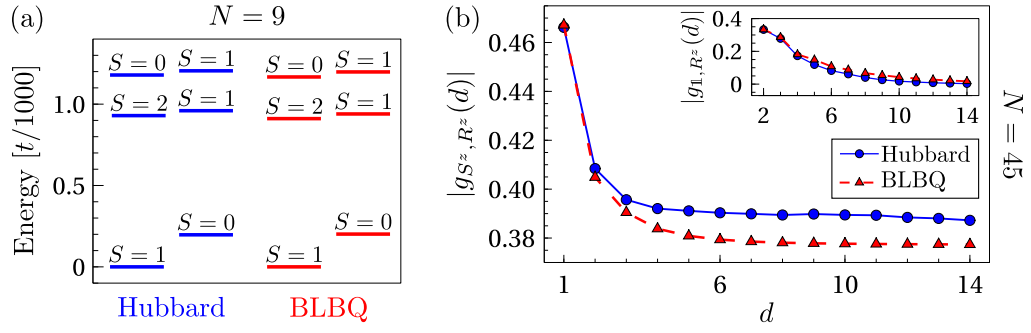 (a)
N = 9
Energy [t/1000]
1.0
0.5
0
S = 0
S = 1
S = 0
S = 1
S = 2
S = 1
S = 2
S = 1
S = 0
S = 0
S = 1
S = 1
Hubbard
BLBQ
(b)
|g_{S^z,R^z}(d)|
0.46
0.44
0.42
0.40
0.38
1
6
10
14
d
|g_{𝟙,R^z}(d)|
0.4
0.2
0
2
6
10
14
Hubbard
BLBQ
N = 45